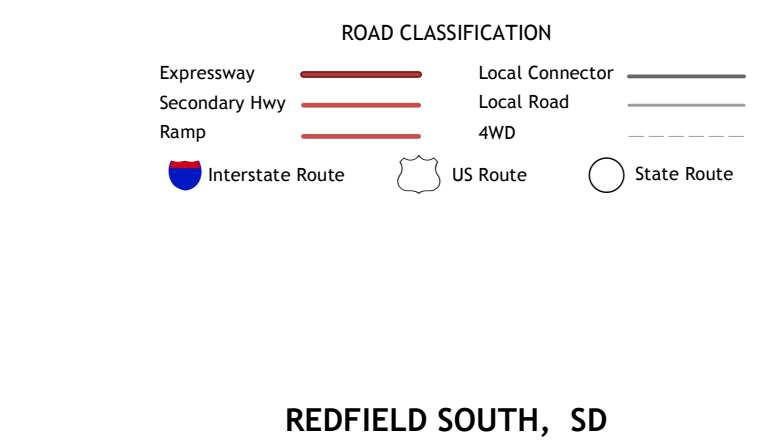 ROAD CLASSIFICATION
Expressway
Local Connector
Secondary Hwy
Local Road
Ramp
4WD
Interstate Route
US Route
State Route
REDFIELD SOUTH, SD